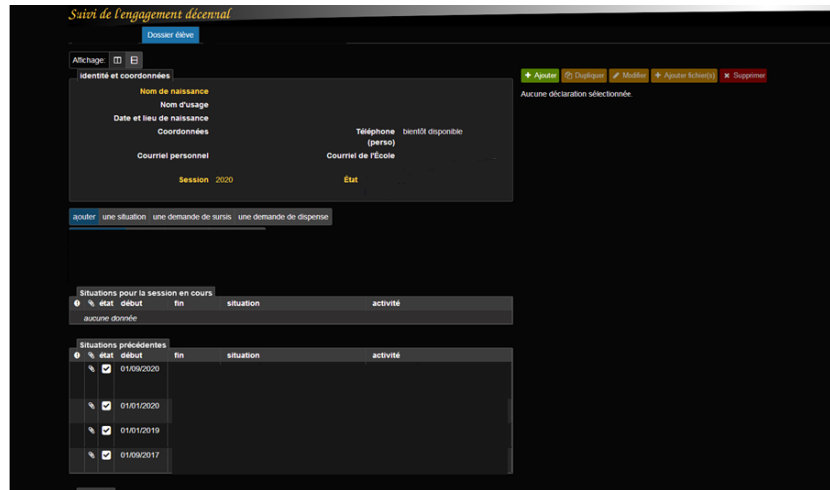 Suivi de l'engagement décennal
Dossier élève
Affichage:
Identité et coordonnées
Nom de naissance
Nom d'usage
Date et lieu de naissance
Coordonnées
Téléphone (perso) bientôt disponible
Courriel personnel
Courriel de l'École
Session 2020
État
+ Ajouter Dupliquer Modifier + Ajouter fichier(s) × Supprimer
Aucune déclaration sélectionnée.
ajouter une situation une demande de sursis une demande de dispense
Situations pour la session en cours
état début fin situation activité
aucune donnée
Situations précédentes
état début fin situation activité
01/09/2020
01/01/2020
01/01/2019
01/09/2017